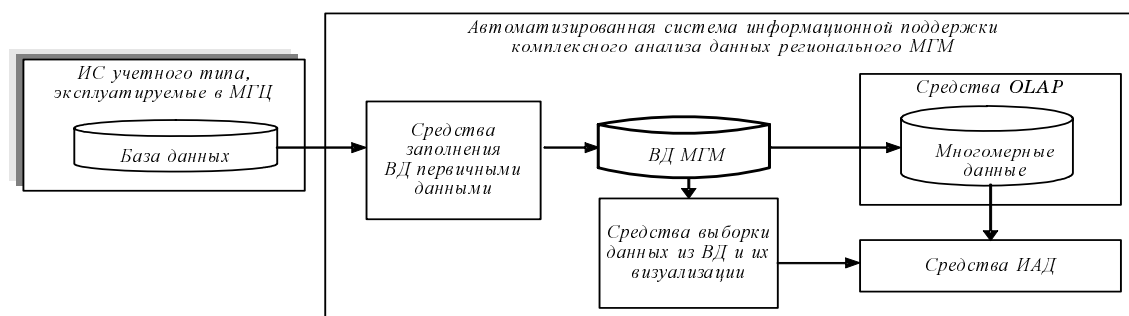 Автоматизированная система информационной поддержки
комплексного анализа данных регионального МГМ
ИС учетного типа,
эксплуатируемые в МГЦ
База данных
Средства
заполнения
ВД первичными
данными
ВД МГМ
Средства OLAP
Многомерные
данные
Средства выборки
данных из ВД и их
визуализации
Средства ИАД